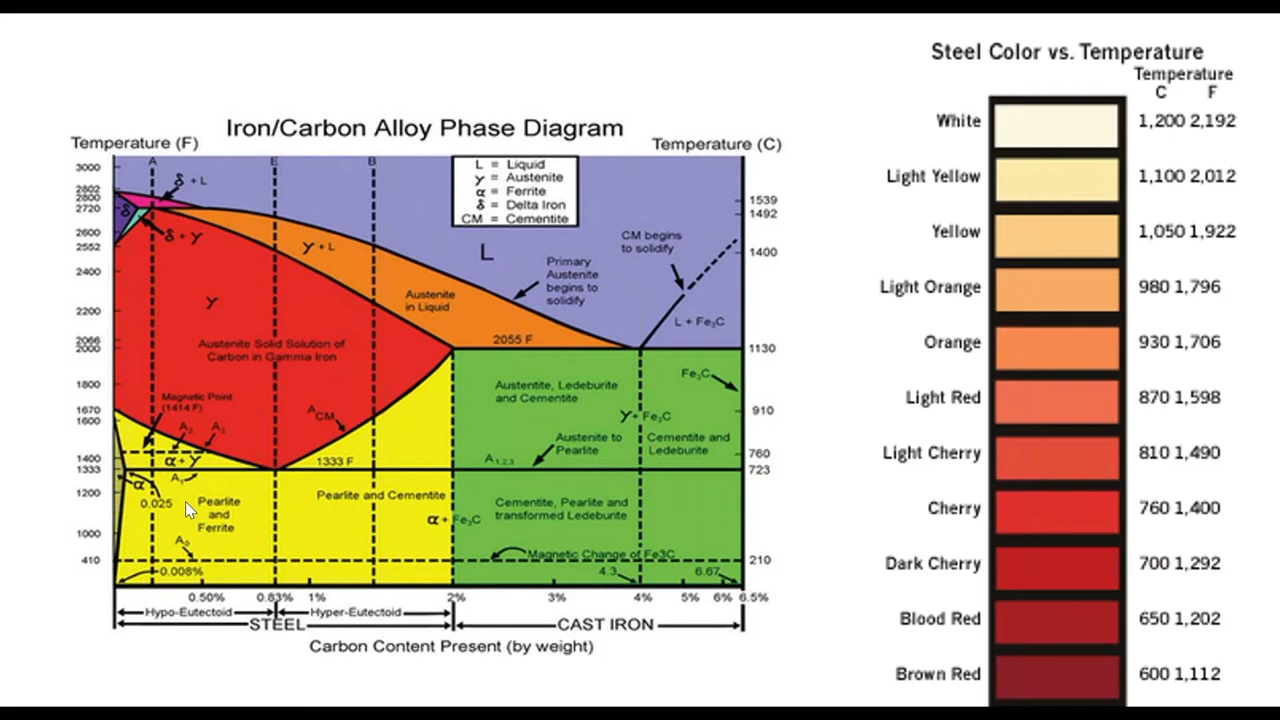 Steel Color vs. Temperature
Temperature
C F
White 1,200 2,192
Light Yellow 1,100 2,012
Yellow 1,050 1,922
Light Orange 980 1,796
Orange 930 1,706
Light Red 870 1,598
Light Cherry 810 1,490
Cherry 760 1,400
Dark Cherry 700 1,292
Blood Red 650 1,202
Brown Red 600 1,112
Iron/Carbon Alloy Phase Diagram
Temperature (F)
Temperature (C)
3000
2802
2800
2720
2600
2552
2400
2200
2066
2000
1800
1670
1600
1400
1333
1200
1000
410
A
E
B
L = Liquid
γ = Austenite
α = Ferrite
δ = Delta Iron
CM = Cementite
δ + L
δ
δ + γ
γ + L
L
CM begins
to solidify
Primary
Austenite
begins to
solidify
γ
Austenite
in Liquid
L + Fe3C
Austenite Solid Solution of
Carbon in Gamma Iron
2055 F
Magnetic Point
(1414 F)
A2
A3
ACM
α + γ
A1
1333 F
α
0.025
Pearlite
and
Ferrite
Pearlite and Cementite
α + Fe3C
A0
0.008%
Austentite, Ledeburite
and Cementite
Fe3C
γ + Fe3C
Austenite to
Pearlite
Cementite and
Ledeburite
A1,2,3
Cementite, Pearlite and
transformed Ledeburite
Magnetic Change of Fe3C
4.3
6.67
1539
1492
1400
1130
910
760
723
210
0.50% 0.83% 1% 2% 3% 4% 5% 6% 6.5%
Hypo-Eutectoid
Hyper-Eutectoid
STEEL
CAST IRON
Carbon Content Present (by weight)